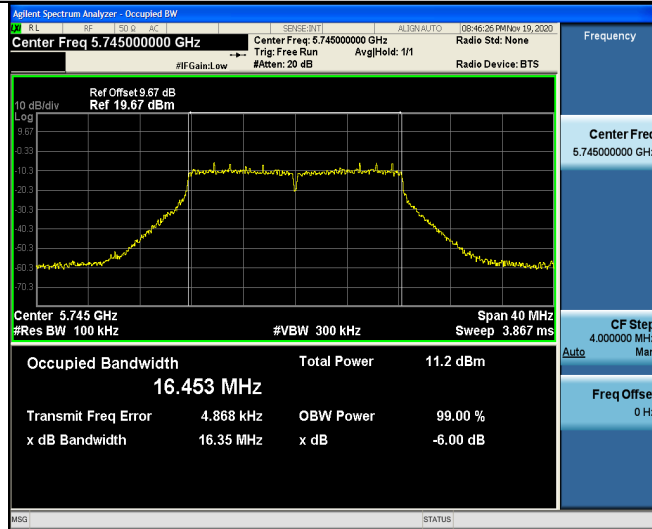 Agilent Spectrum Analyzer - Occupied BW
LXI RL RF 50 Ω AC SENSE:INT ALIGNAUTO 08:46:26 PM Nov 19, 2020
Center Freq 5.745000000 GHz
Center Freq: 5.745000000 GHz
Radio Std: None
Trig: Free Run Avg|Hold: 1/1
#IFGain:Low #Atten: 20 dB Radio Device: BTS
Frequency
Ref Offset 9.67 dB
10 dB/div Ref 19.67 dBm
Log
9.67
-0.33
-10.3
-20.3
-30.3
-40.3
-50.3
-60.3
-70.3
Center Freq
5.745000000 GHz
Center 5.745 GHz Span 40 MHz
#Res BW 100 kHz #VBW 300 kHz Sweep 3.867 ms
CF Step
4.000000 MHz
Auto Man
Occupied Bandwidth Total Power 11.2 dBm
16.453 MHz
Transmit Freq Error 4.868 kHz OBW Power 99.00 %
x dB Bandwidth 16.35 MHz x dB -6.00 dB
Freq Offset
0 Hz
MSG STATUS